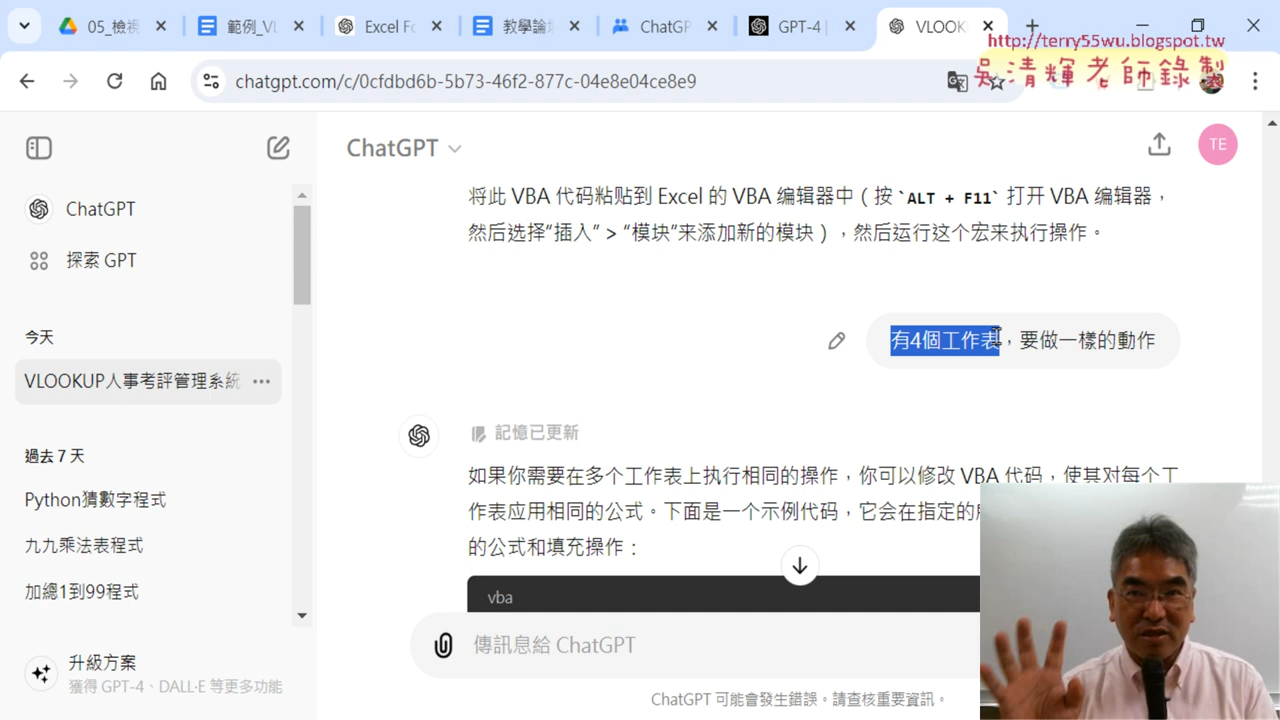 05_檢視
範例_VL
Excel Fo
教學論壇
ChatGP
GPT-4 |
VLOOK
http://terry55wu.blogspot.tw
chatgpt.com/c/0cfdbd6b-5b73-46f2-877c-04e8e04ce8e9
吳清輝老師錄製
ChatGPT
TE
ChatGPT
探索 GPT
今天
VLOOKUP人事考評管理系統
過去 7 天
Python猜數字程式
九九乘法表程式
加總1到99程式
升級方案
獲得 GPT-4、DALL·E 等更多功能
将此 VBA 代码粘贴到 Excel 的 VBA 编辑器中（按 `ALT + F11` 打开 VBA 编辑器，
然后选择“插入” > “模块”来添加新的模块），然后运行这个宏来执行操作。
有4個工作表，要做一樣的動作
記憶已更新
如果你需要在多个工作表上执行相同的操作，你可以修改 VBA 代码，使其对每个工
作表应用相同的公式。下面是一个示例代码，它会在指定的
的公式和填充操作：
vba
傳訊息給 ChatGPT
ChatGPT 可能會發生錯誤。請查核重要資訊。